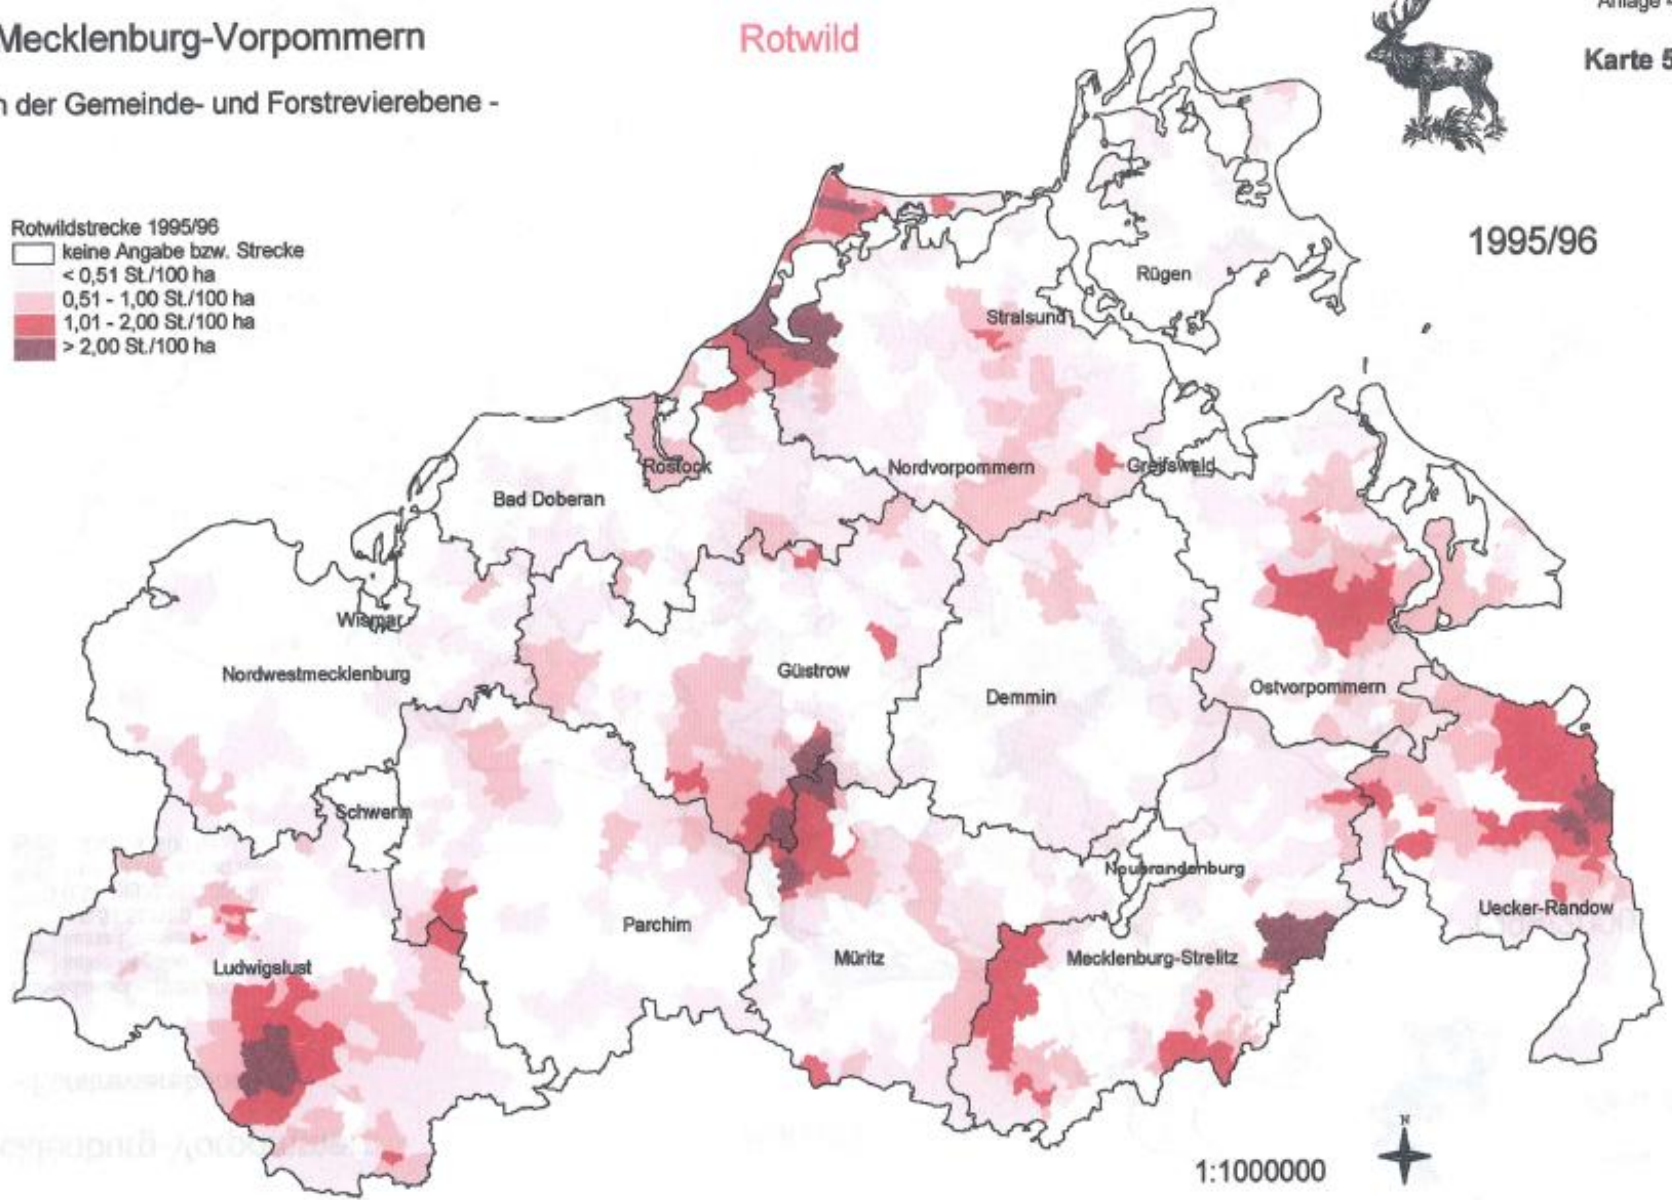 Mecklenburg-Vorpommern
Rotwild
Anlage
Karte 5
der Gemeinde- und Forstrevierebene -
1995/96
Rotwildstrecke 1995/96
keine Angabe bzw. Strecke
< 0,51 St./100 ha
0,51 - 1,00 St./100 ha
1,01 - 2,00 St./100 ha
> 2,00 St./100 ha
Rügen
Stralsund
Rostock
Nordvorpommern
Greifswald
Bad Doberan
Wismar
Nordwestmecklenburg
Güstrow
Demmin
Ostvorpommern
Schwerin
Neubrandenburg
Parchim
Uecker-Randow
Ludwigslust
Müritz
Mecklenburg-Strelitz
N
1:1000000